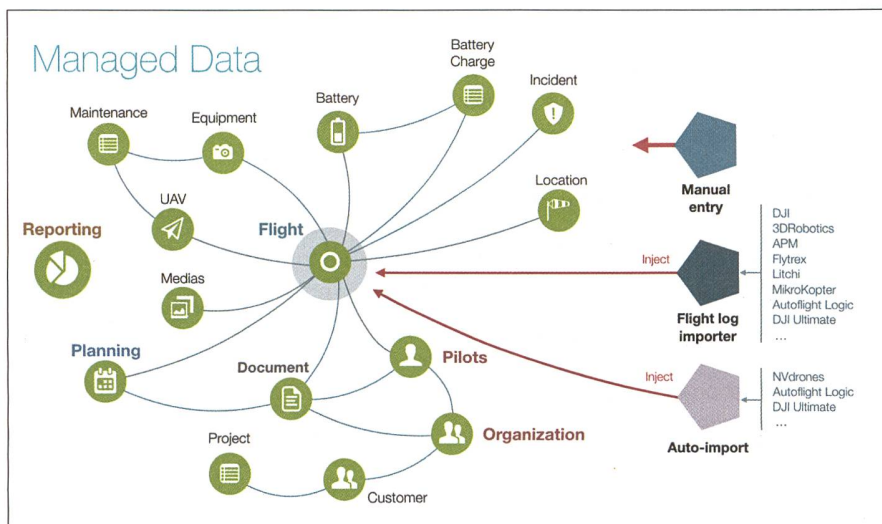 Managed Data
Battery
Charge
Incident
Battery
Maintenance
Equipment
Manual
entry
UAV
Location
Reporting
Flight
DJI
3DRobotics
APM
Flytrex
Litchi
MikroKopter
Autoflight Logic
DJI Ultimate
...
Inject
Medias
Flight log
importer
Planning
Document
Pilots
Inject
NVdrones
Autoflight Logic
DJI Ultimate
...
Project
Organization
Auto-import
Customer